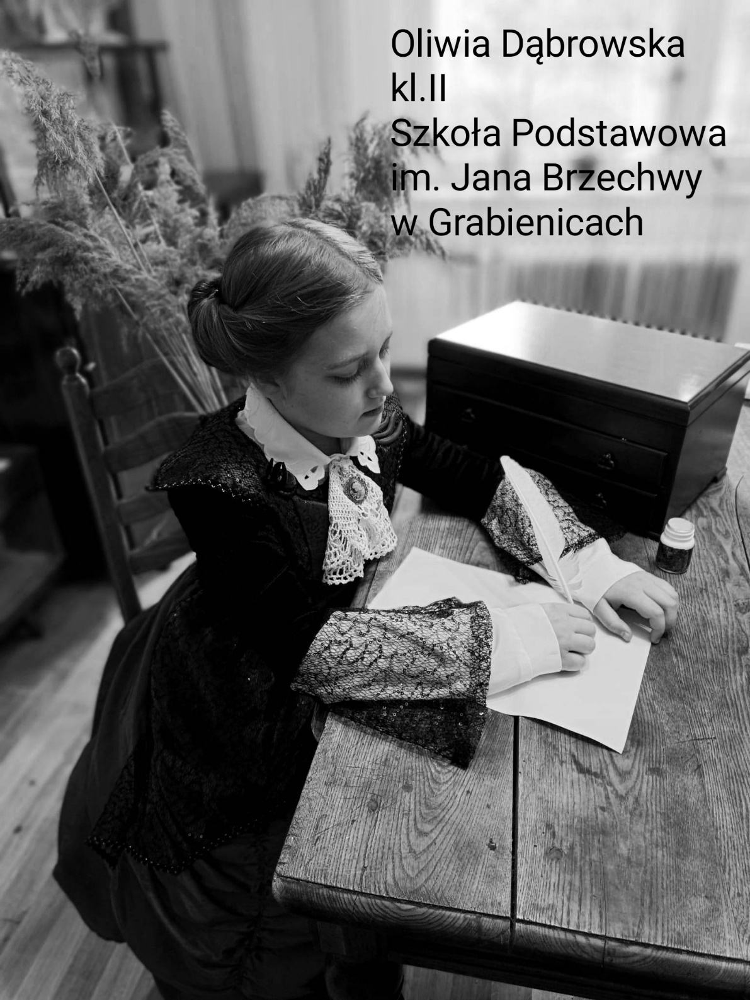 Oliwia Dąbrowska
kl.II
Szkoła Podstawowa
im. Jana Brzechwy
w Grabienicach